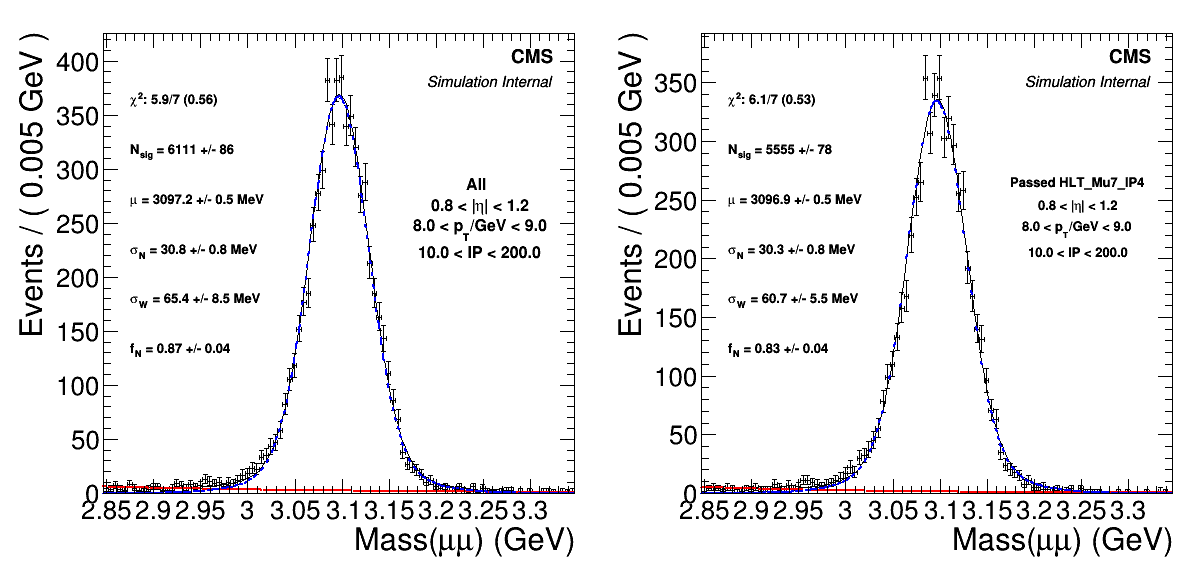 CMS
Simulation Internal
χ²: 5.9/7 (0.56)
N_sig = 6111 +/- 86
μ = 3097.2 +/- 0.5 MeV
σ_N = 30.8 +/- 0.8 MeV
σ_W = 65.4 +/- 8.5 MeV
f_N = 0.87 +/- 0.04
All
0.8 < |η| < 1.2
8.0 < p_T/GeV < 9.0
10.0 < IP < 200.0
Events / ( 0.005 GeV )
400
350
300
250
200
150
100
50
0
2.85 2.9 2.95 3 3.05 3.1 3.15 3.2 3.25 3.3
Mass(μμ) (GeV)
CMS
Simulation Internal
χ²: 6.1/7 (0.53)
N_sig = 5555 +/- 78
μ = 3096.9 +/- 0.5 MeV
σ_N = 30.3 +/- 0.8 MeV
σ_W = 60.7 +/- 5.5 MeV
f_N = 0.83 +/- 0.04
Passed HLT_Mu7_IP4
0.8 < |η| < 1.2
8.0 < p_T/GeV < 9.0
10.0 < IP < 200.0
Events / ( 0.005 GeV )
350
300
250
200
150
100
50
0
2.85 2.9 2.95 3 3.05 3.1 3.15 3.2 3.25 3.3
Mass(μμ) (GeV)